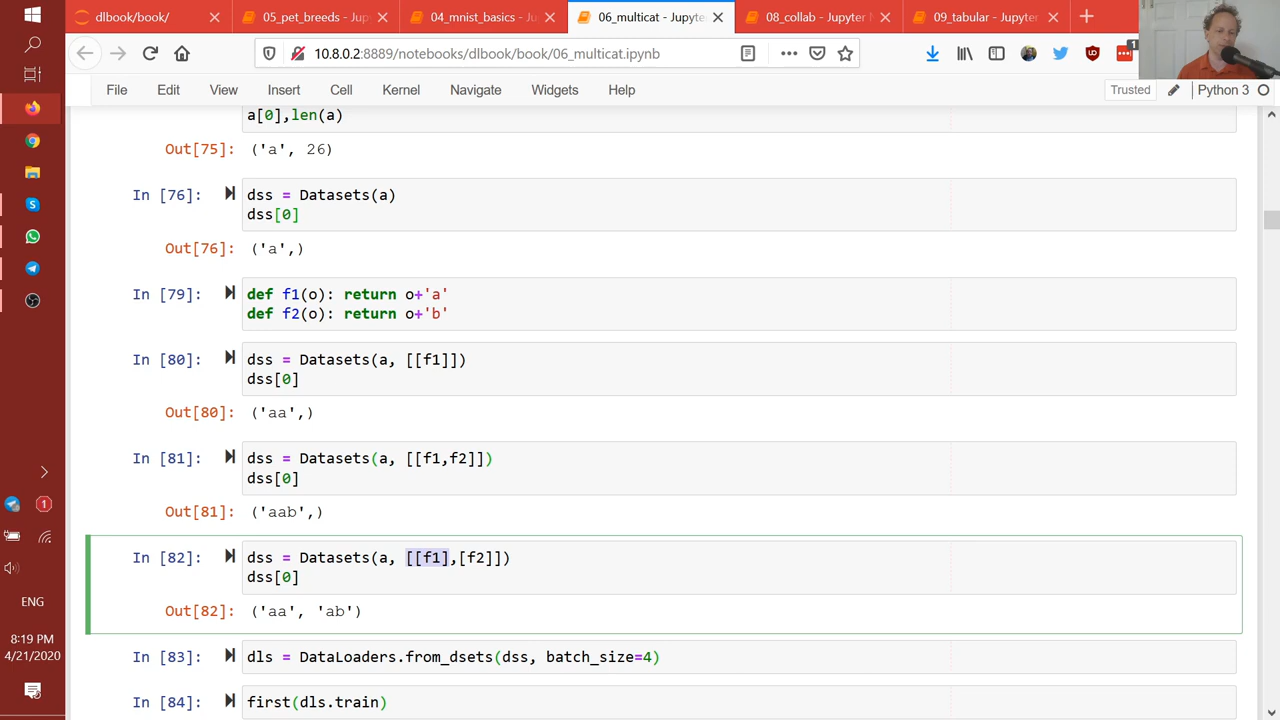 dlbook/book/
05_pet_breeds - Jupyt
04_mnist_basics - Jup
06_multicat - Jupyte
08_collab - Jupyter
09_tabular - Jupyte
10.8.0.2:8889/notebooks/dlbook/book/06_multicat.ipynb
1
File Edit View Insert Cell Kernel Navigate Widgets Help
Trusted
Python 3
a[0],len(a)
Out[75]: ('a', 26)
In [76]: dss = Datasets(a)
dss[0]
Out[76]: ('a',)
In [79]: def f1(o): return o+'a'
def f2(o): return o+'b'
In [80]: dss = Datasets(a, [[f1]])
dss[0]
Out[80]: ('aa',)
In [81]: dss = Datasets(a, [[f1,f2]])
dss[0]
Out[81]: ('aab',)
In [82]: dss = Datasets(a, [[f1],[f2]])
dss[0]
Out[82]: ('aa', 'ab')
In [83]: dls = DataLoaders.from_dsets(dss, batch_size=4)
In [84]: first(dls.train)
1
ENG
8:19 PM
4/21/2020